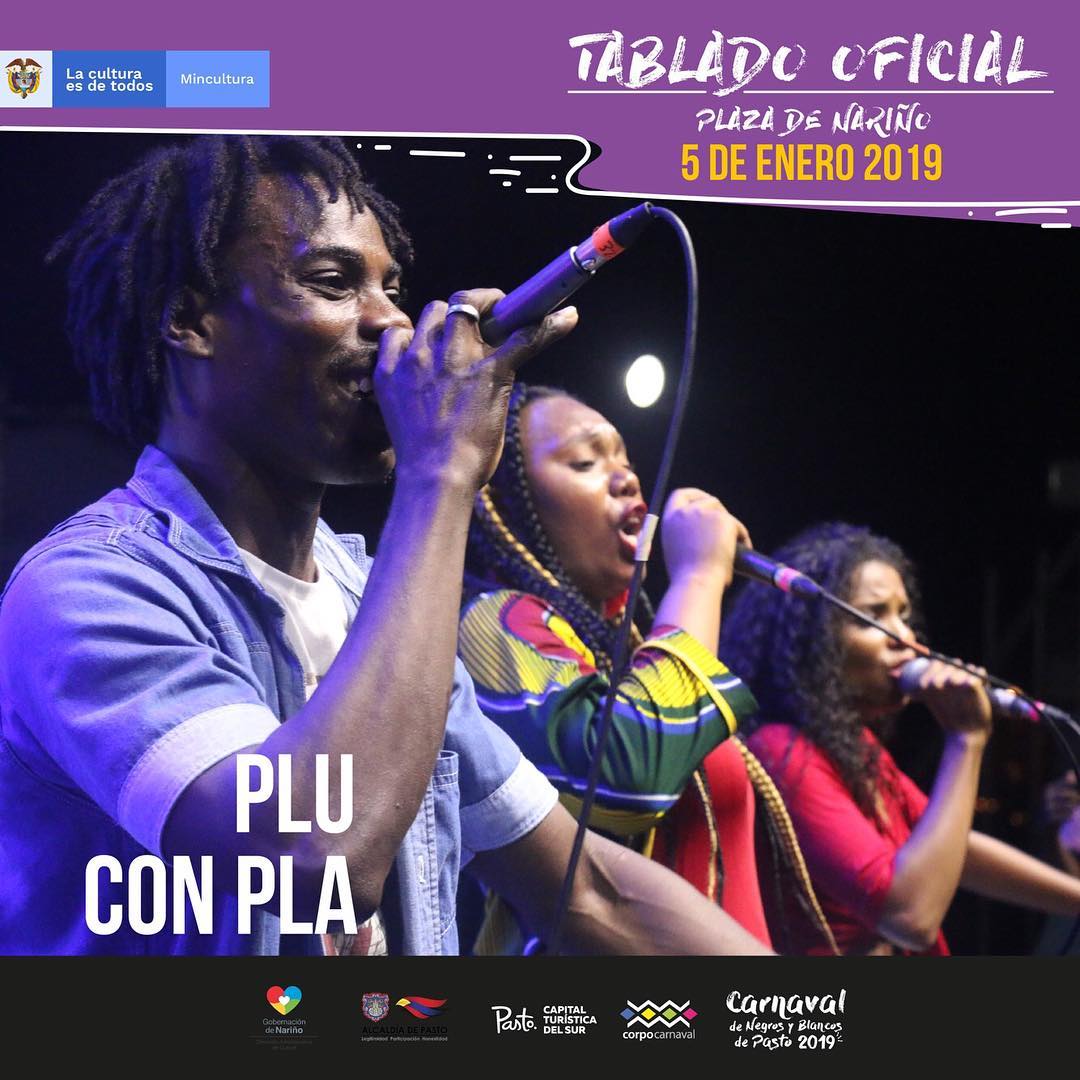 La cultura
es de todos
Mincultura
TABLADO OFICIAL
PLAZA DE NARIÑO
5 DE ENERO 2019
PLU
CON PLA
Gobernación
de Nariño
ALCALDÍA DE PASTO
Legitimidad Participación Honestidad
Pasto.
CAPITAL
TURÍSTICA
DEL SUR
corpocarnaval
Carnaval
de Negros y Blancos
de Pasto 2019